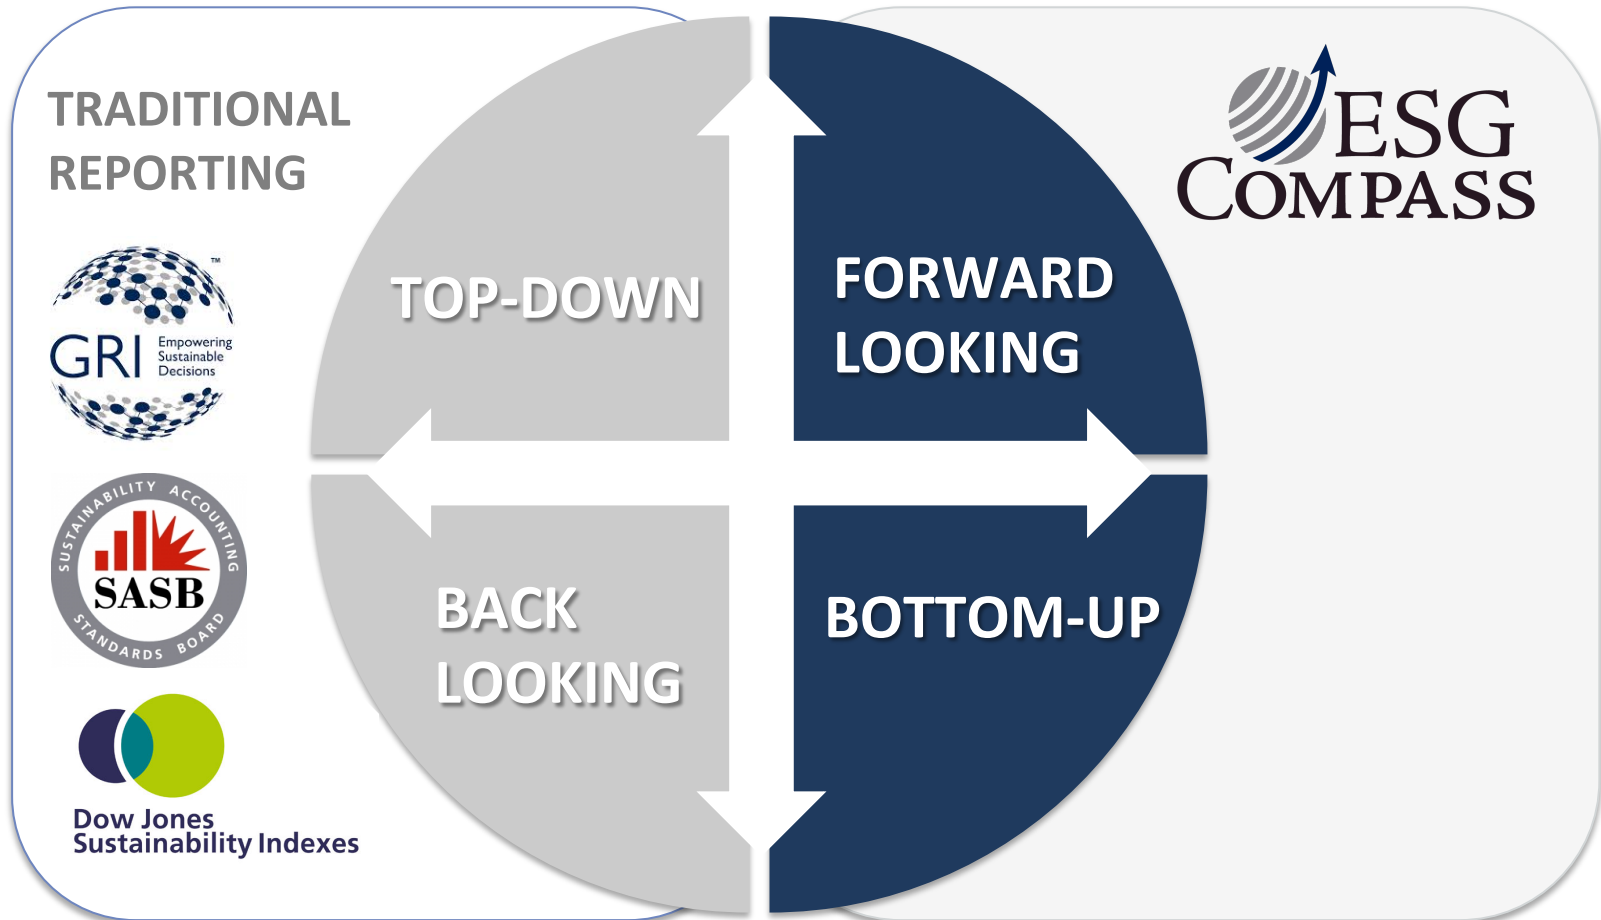 TRADITIONAL
REPORTING
GRI
Empowering
Sustainable
Decisions
TM
SUSTAINABILITY ACCOUNTING
SASB
STANDARDS BOARD
Dow Jones
Sustainability Indexes
TOP-DOWN
BACK
LOOKING
FORWARD
LOOKING
BOTTOM-UP
ESG
COMPASS